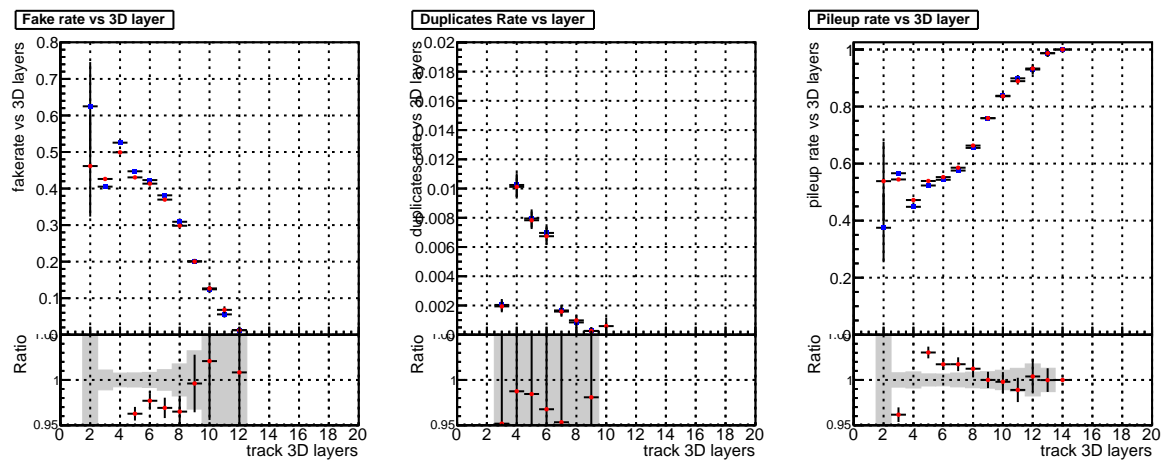 Fake rate vs 3D layer
fakerate vs 3D layers
0.8
0.7
0.6
0.5
0.4
0.3
0.2
0.1
0
Ratio
1
0.95
0 2 4 6 8 10 12 14 16 18 20
track 3D layers
Duplicates Rate vs layer
duplicates rate vs 3D layers
0.02
0.018
0.016
0.014
0.012
0.01
0.008
0.006
0.004
0.002
0
Ratio
1
0.95
0 2 4 6 8 10 12 14 16 18 20
track 3D layers
Pileup rate vs 3D layer
pileup rate vs 3D layers
1
0.8
0.6
0.4
0.2
0
Ratio
1
0.95
0 2 4 6 8 10 12 14 16 18 20
track 3D layers